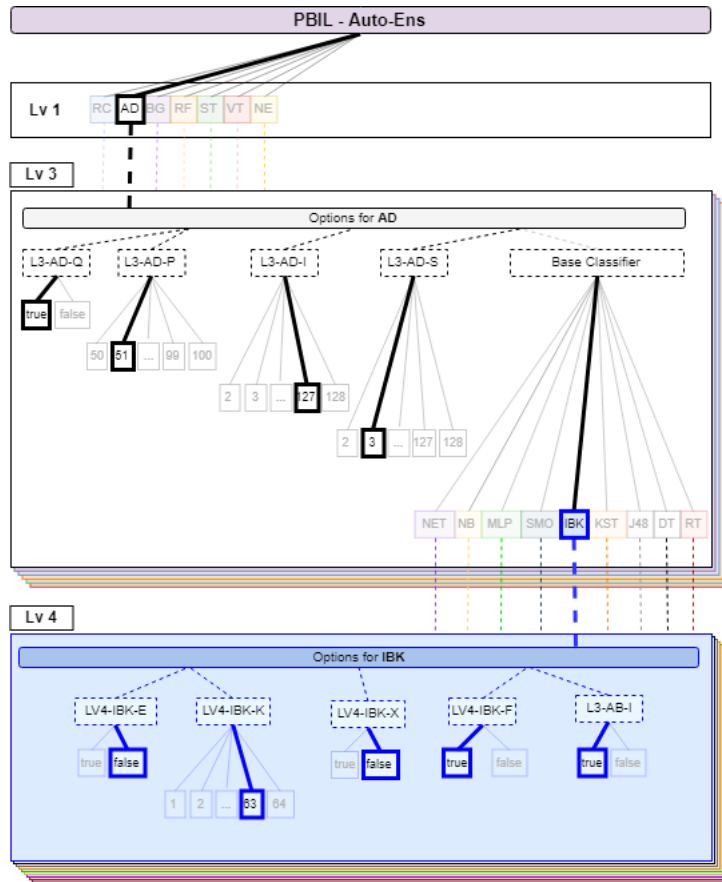 PBIL - Auto-Ens
Lv 1
RC AD BG RF ST VT NE
Lv 3
Options for AD
L3-AD-Q L3-AD-P L3-AD-I L3-AD-S Base Classifier
true false
50 51 ... 99 100
2 3 ... 127 128
2 3 ... 127 128
NET NB MLP SMO IBK KST J48 DT RT
Lv 4
Options for IBK
LV4-IBK-E LV4-IBK-K LV4-IBK-X LV4-IBK-F L3-AB-I
true false true false true false true false
1 2 ... 63 64